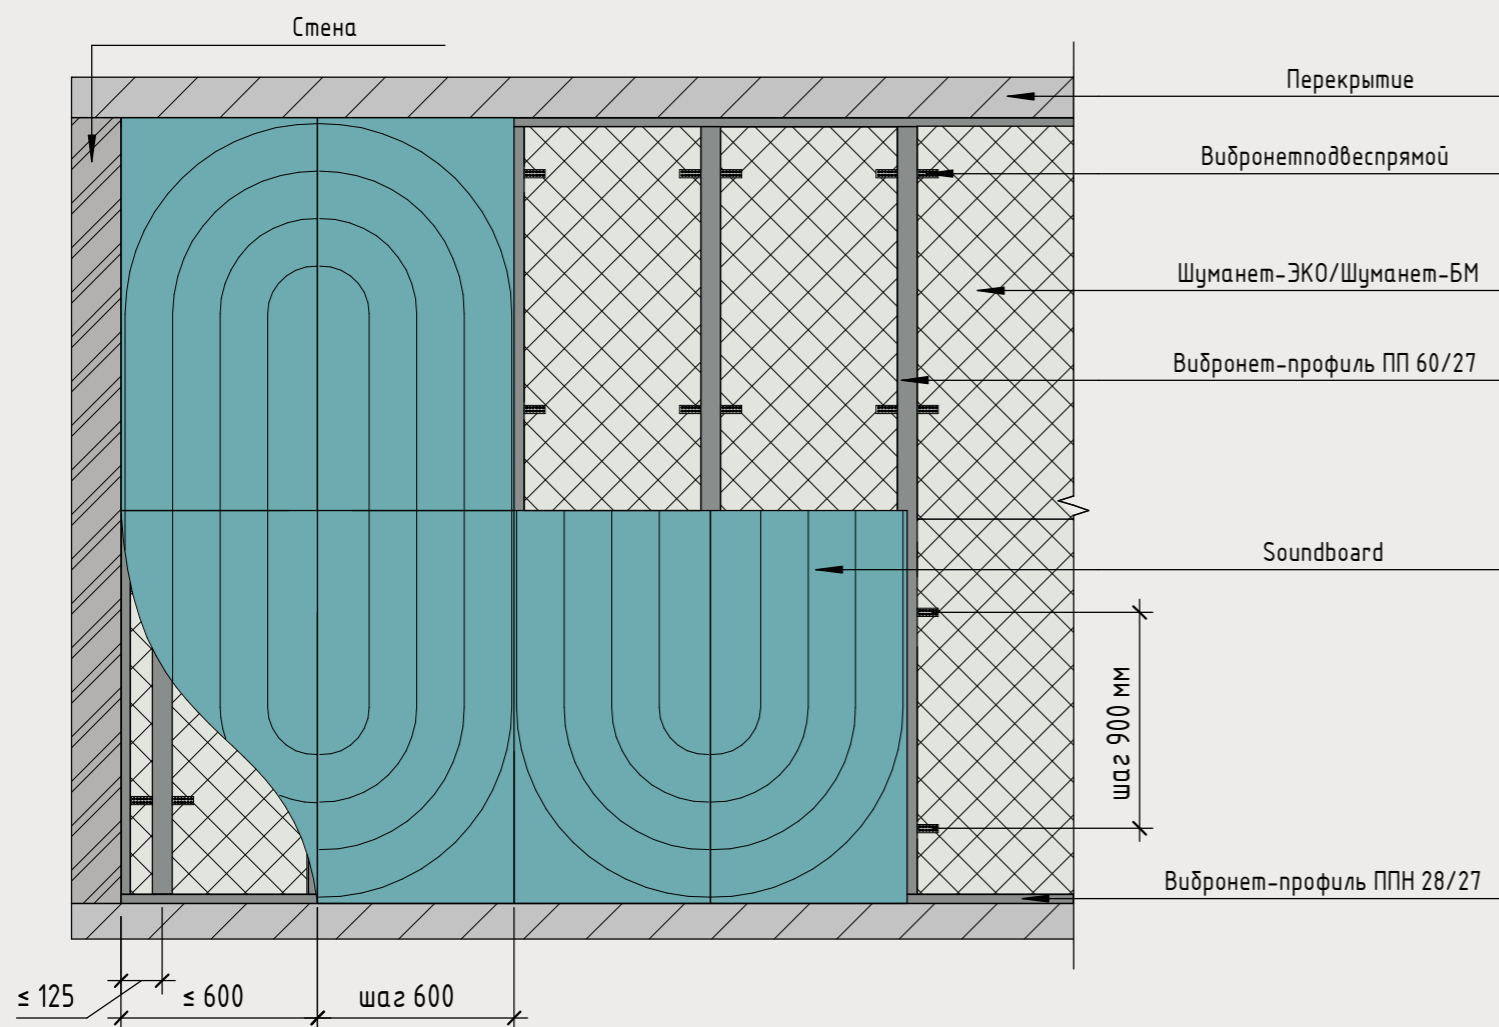 Стена
Перекрытие
Вибронетподвеспрямой
Шуманет-ЭКО/Шуманет-БМ
Вибронет-профиль ПП 60/27
Soundboard
шаг 900 мм
Вибронет-профиль ППН 28/27
≤ 125
≤ 600
шаг 600